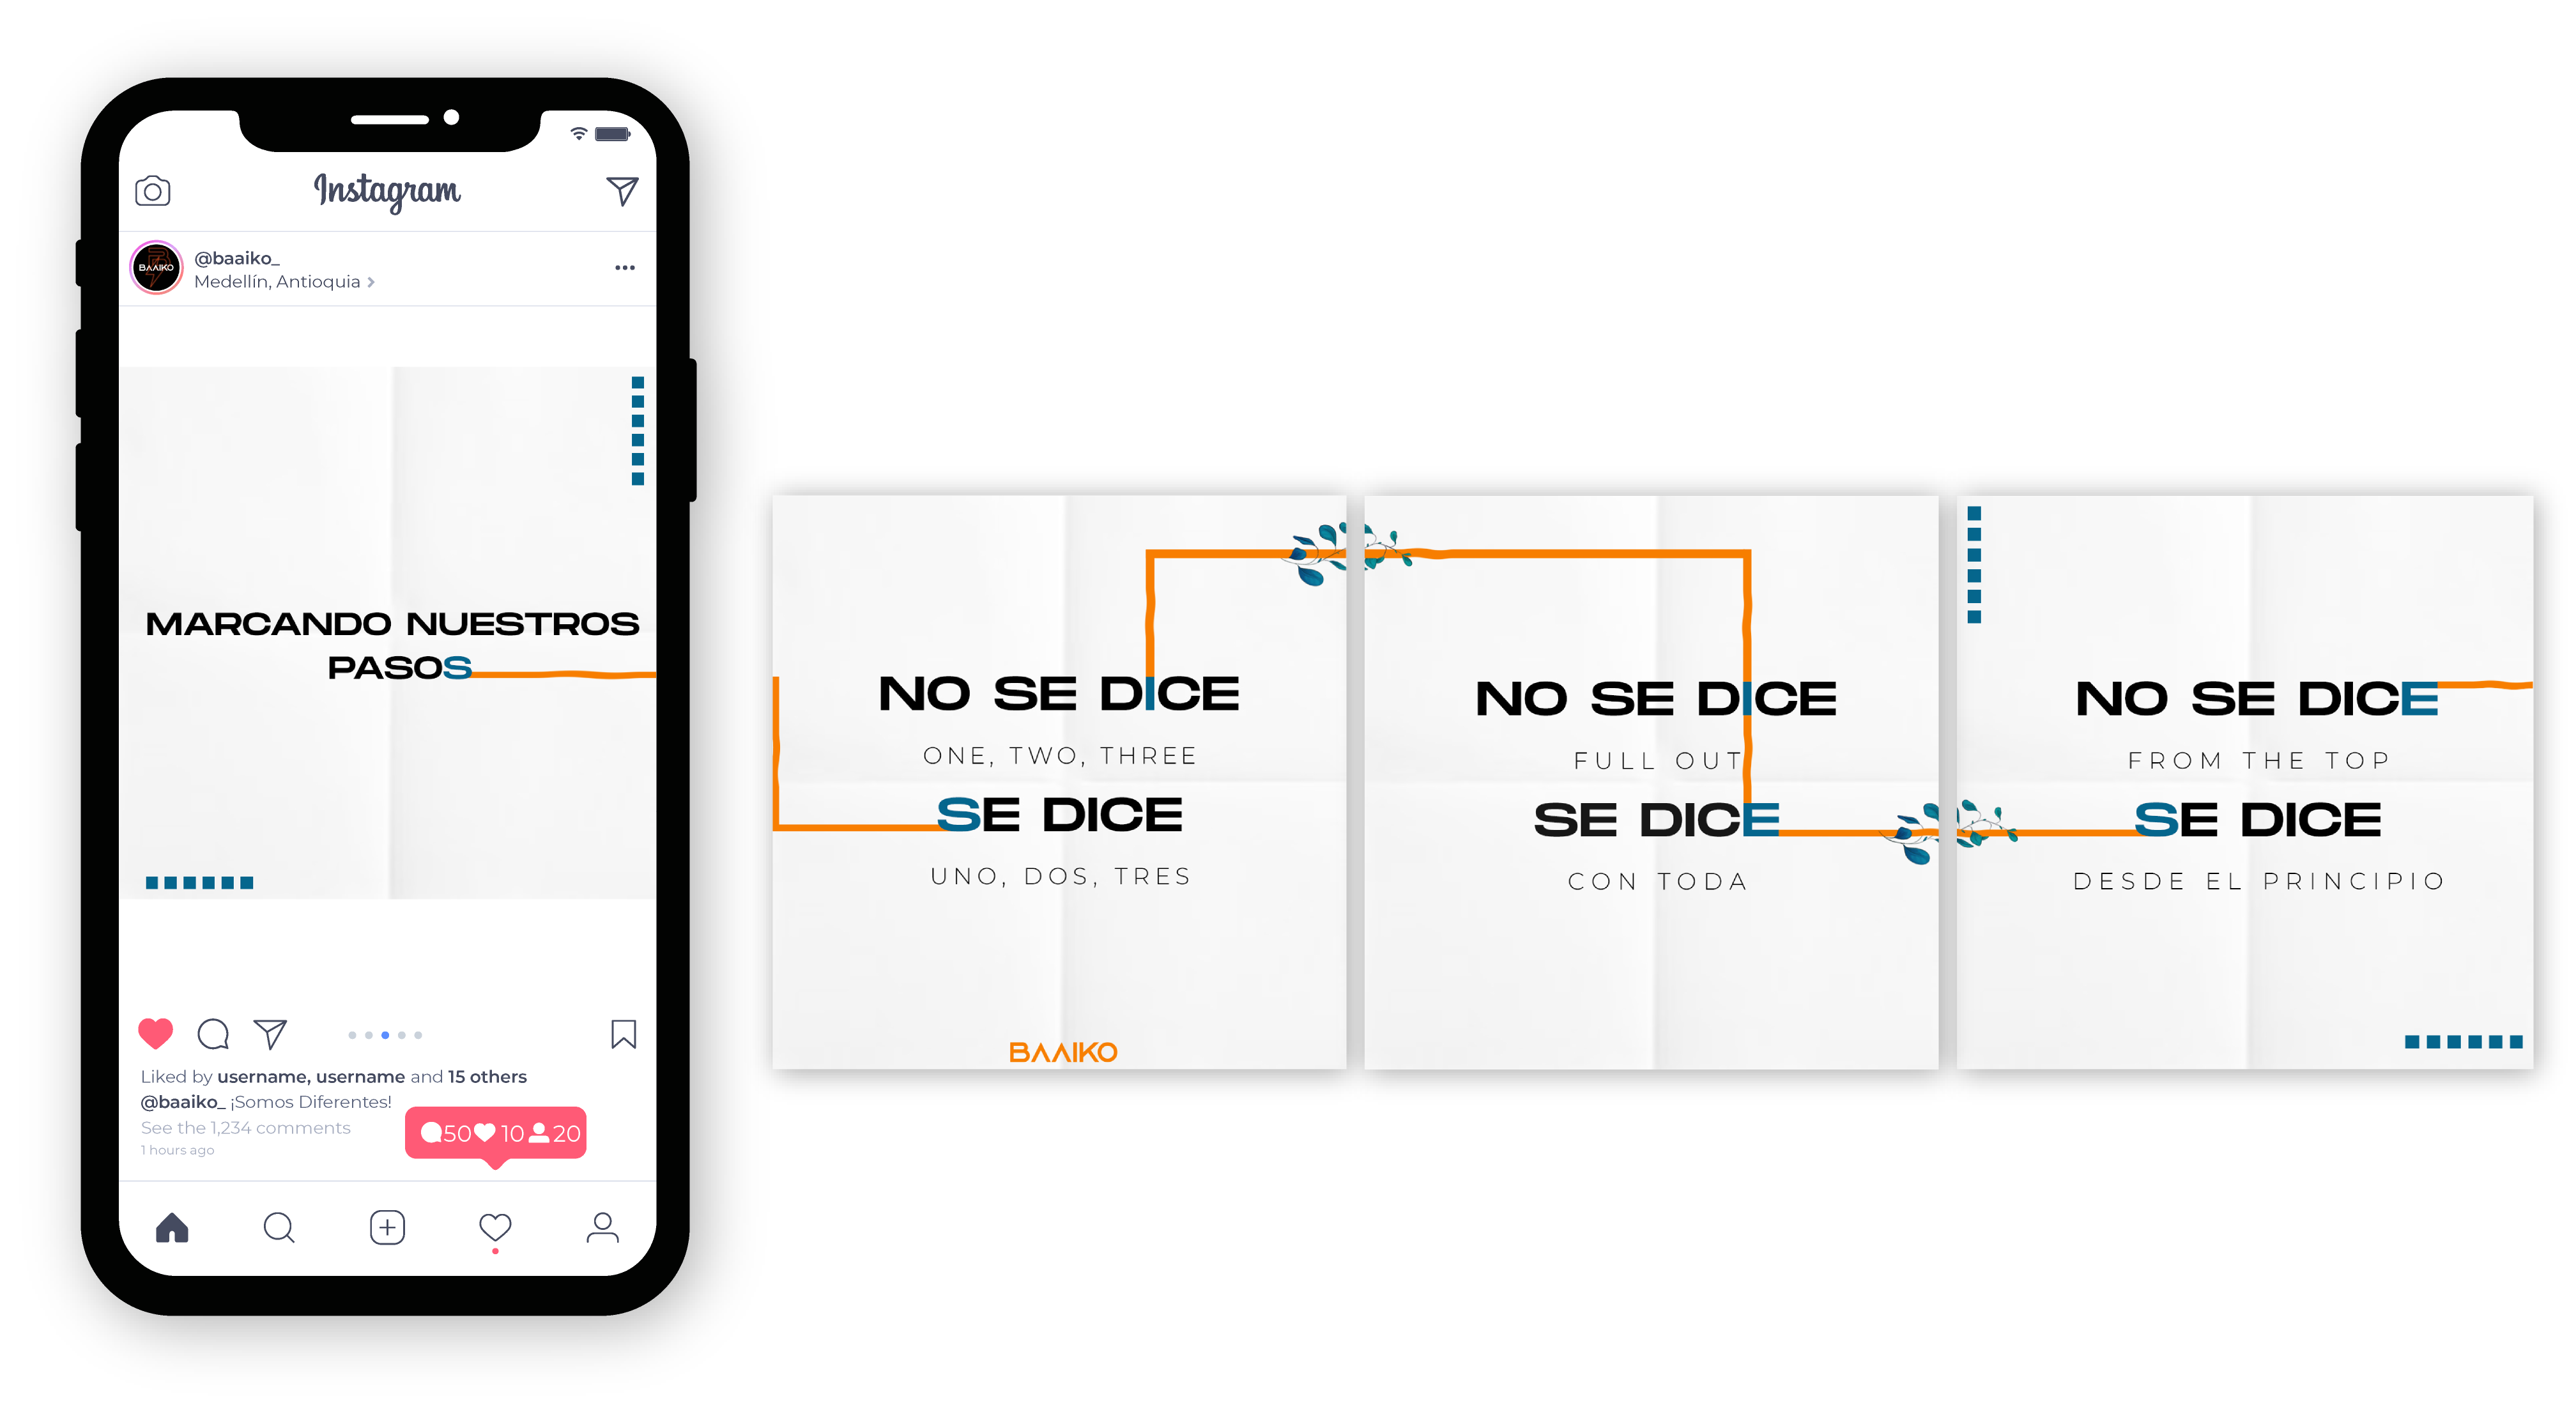 Instagram
BAAIKO
@baaiko_
Medellín, Antioquia >
MARCANDO NUESTROS
PASOS
Liked by username, username and 15 others
@baaiko_ ¡Somos Diferentes!
See the 1,234 comments
1 hours ago
50 10 20
NO SE DICE
ONE, TWO, THREE
SE DICE
UNO, DOS, TRES
BAAIKO
NO SE DICE
FULL OUT
SE DICE
CON TODA
NO SE DICE
FROM THE TOP
SE DICE
DESDE EL PRINCIPIO